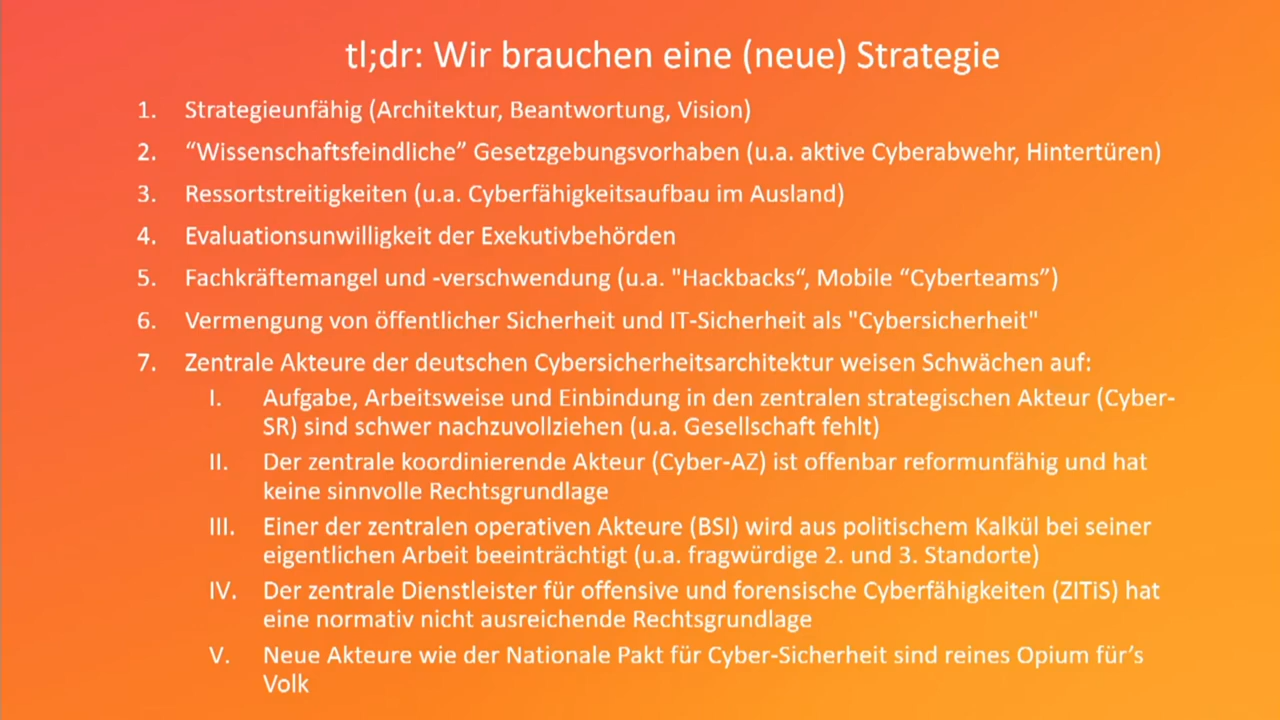 tl;dr: Wir brauchen eine (neue) Strategie
1. Strategieunfähig (Architektur, Beantwortung, Vision)
2. “Wissenschaftsfeindliche” Gesetzgebungsvorhaben (u.a. aktive Cyberabwehr, Hintertüren)
3. Ressortstreitigkeiten (u.a. Cyberfähigkeitsaufbau im Ausland)
4. Evaluationsunwilligkeit der Exekutivbehörden
5. Fachkräftemangel und -verschwendung (u.a. "Hackbacks“, Mobile “Cyberteams”)
6. Vermengung von öffentlicher Sicherheit und IT-Sicherheit als "Cybersicherheit"
7. Zentrale Akteure der deutschen Cybersicherheitsarchitektur weisen Schwächen auf:
I. Aufgabe, Arbeitsweise und Einbindung in den zentralen strategischen Akteur (Cyber-
SR) sind schwer nachzuvollziehen (u.a. Gesellschaft fehlt)
II. Der zentrale koordinierende Akteur (Cyber-AZ) ist offenbar reformunfähig und hat
keine sinnvolle Rechtsgrundlage
III. Einer der zentralen operativen Akteure (BSI) wird aus politischem Kalkül bei seiner
eigentlichen Arbeit beeinträchtigt (u.a. fragwürdige 2. und 3. Standorte)
IV. Der zentrale Dienstleister für offensive und forensische Cyberfähigkeiten (ZITiS) hat
eine normativ nicht ausreichende Rechtsgrundlage
V. Neue Akteure wie der Nationale Pakt für Cyber-Sicherheit sind reines Opium für’s
Volk